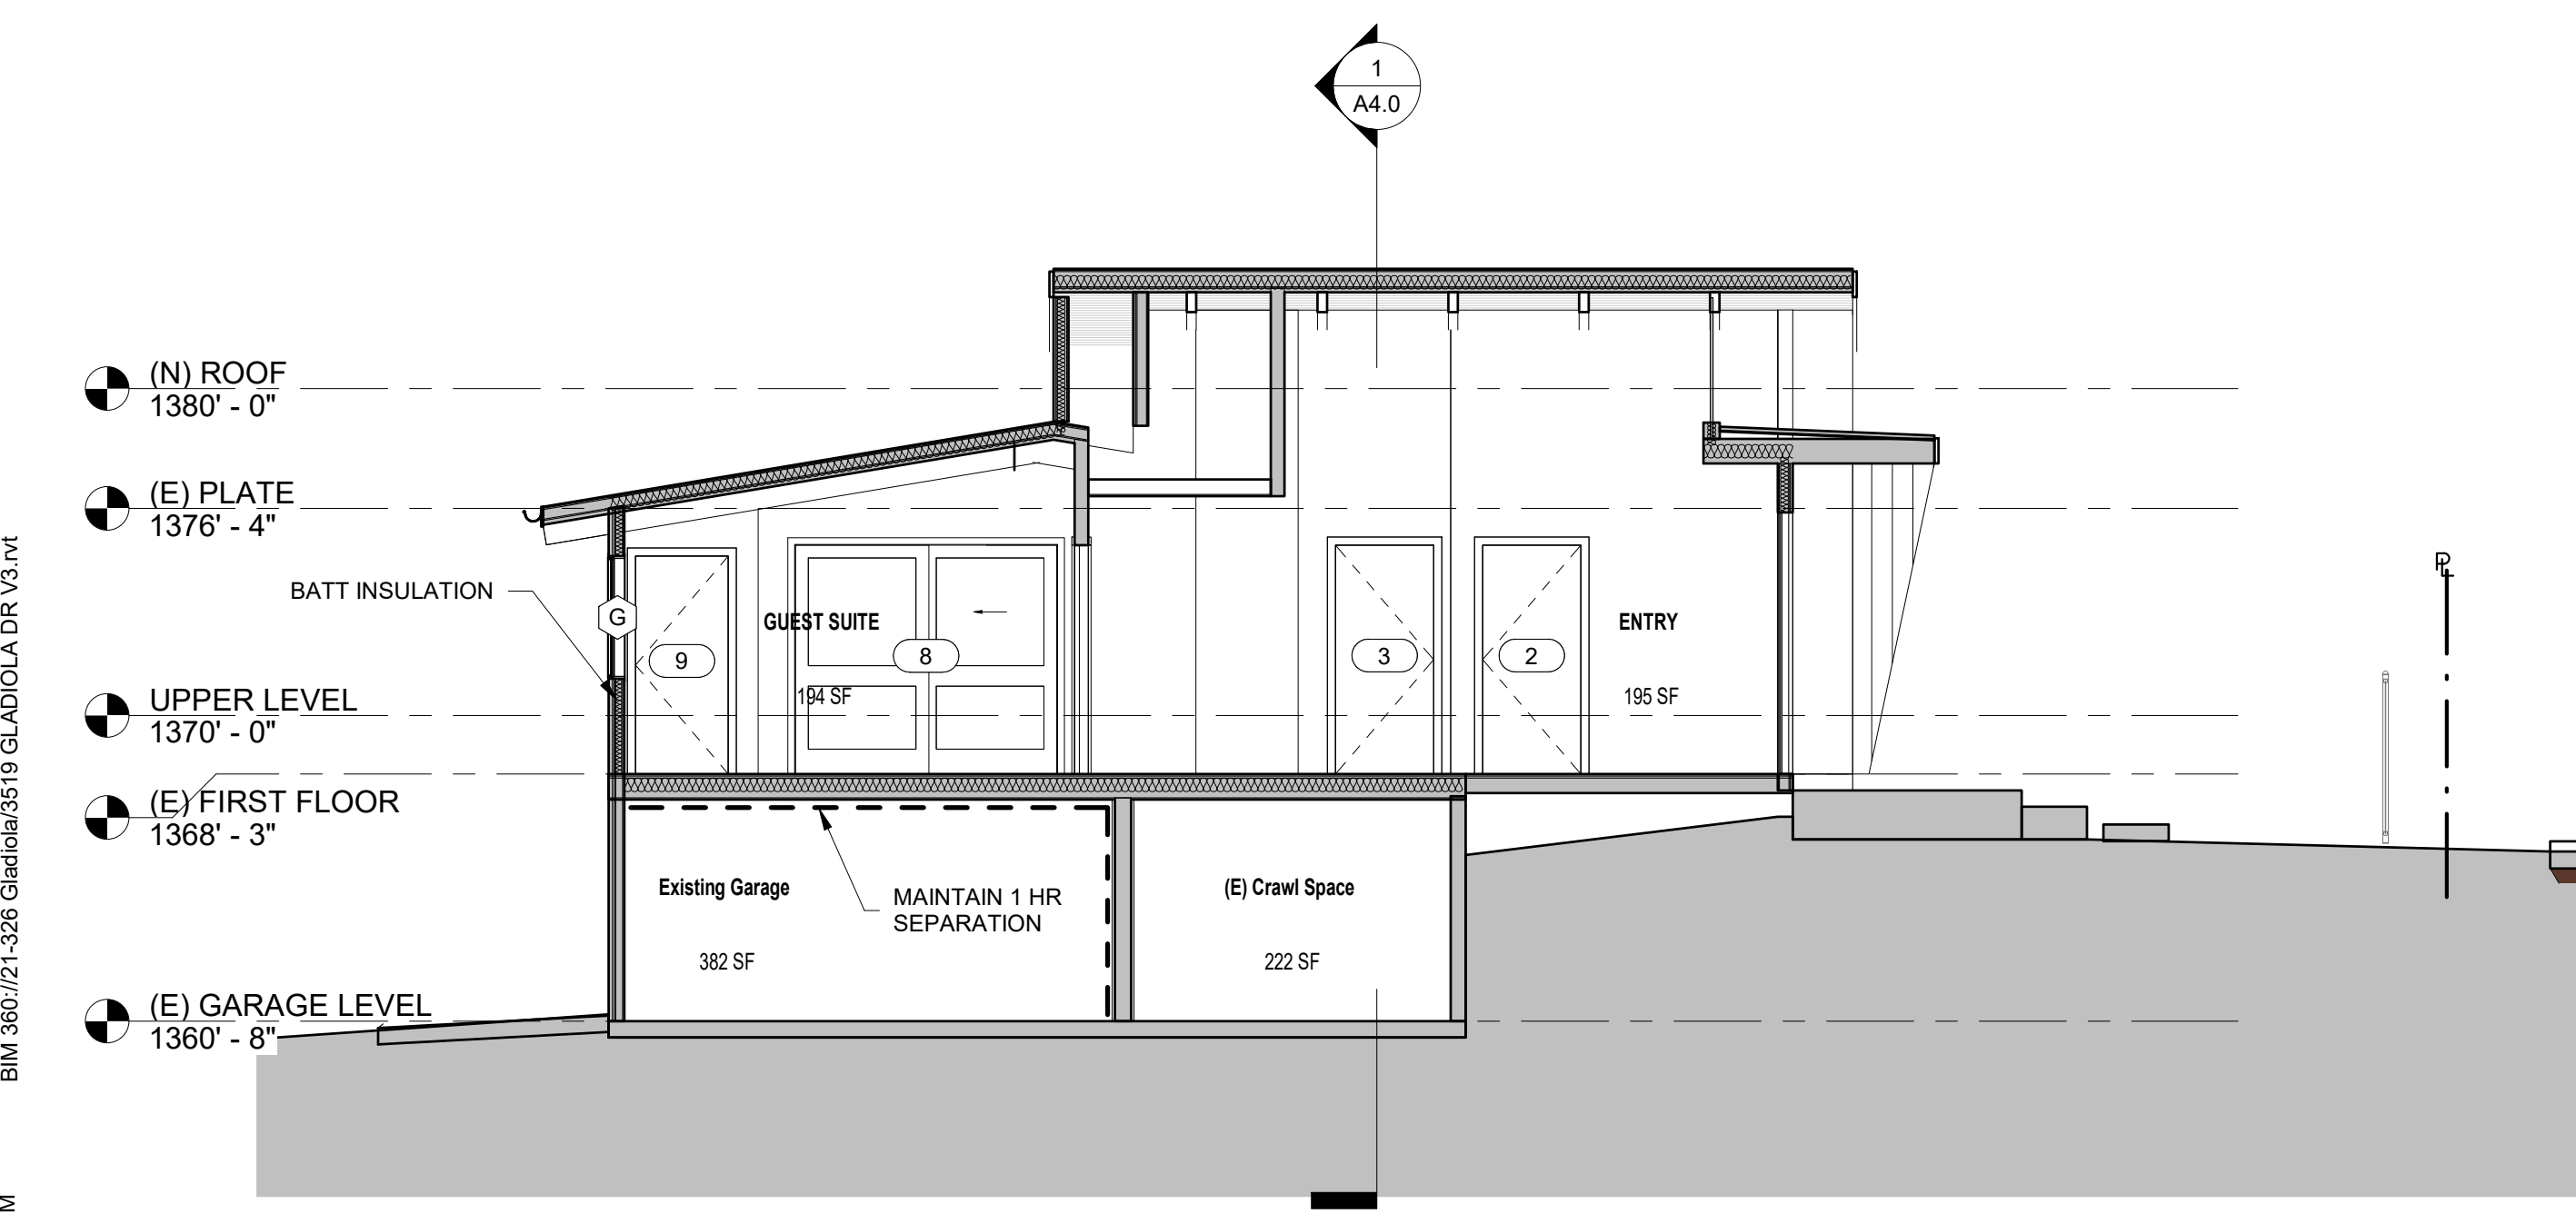 1
A4.0
(N) ROOF
1380' - 0"
(E) PLATE
1376' - 4"
BATT INSULATION
G
GUEST SUITE
ENTRY
9
8
3
2
194 SF
195 SF
UPPER LEVEL
1370' - 0"
(E) FIRST FLOOR
1368' - 3"
Existing Garage
MAINTAIN 1 HR
SEPARATION
(E) Crawl Space
382 SF
222 SF
(E) GARAGE LEVEL
1360' - 8"
PL
BIM 360://21-326 Gladiola/3519 GLADIOLA DR V3.rvt
M